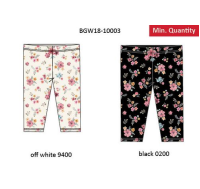 BGW18-10003
Min. Quantity
off white 9400
black 0200